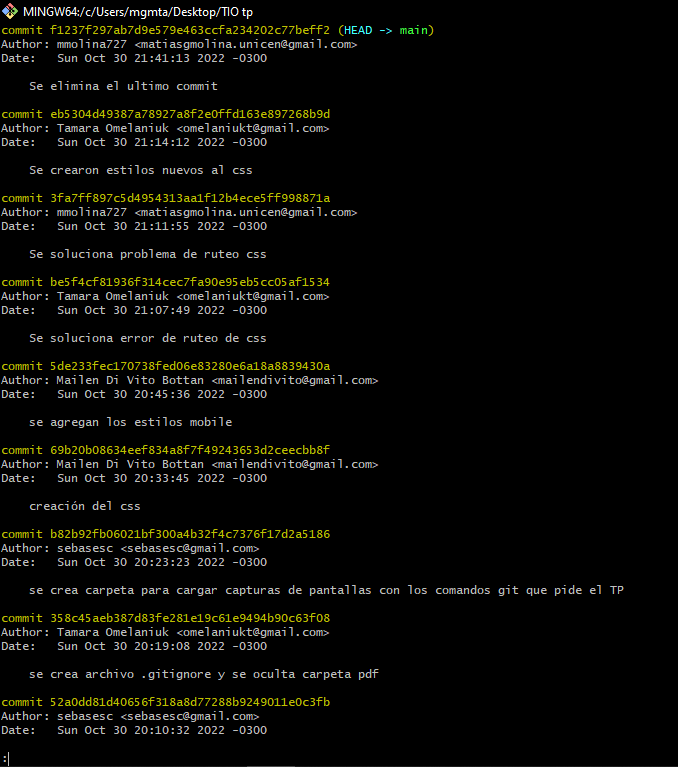 MINGW64:/c/Users/mgmta/Desktop/TIO tp
commit f1237f297ab7d9e579e463ccfa234202c77beff2 (HEAD -> main)
Author: mmolina727 <matiasgmolina.unicen@gmail.com>
Date:   Sun Oct 30 21:41:13 2022 -0300
Se elimina el ultimo commit
commit eb5304d49387a78927a8f2e0ffd163e897268b9d
Author: Tamara Omelaniuk <omelaniukt@gmail.com>
Date:   Sun Oct 30 21:14:12 2022 -0300
Se crearon estilos nuevos al css
commit 3fa7ff897c5d4954313aa1f12b4ece5ff998871a
Author: mmolina727 <matiasgmolina.unicen@gmail.com>
Date:   Sun Oct 30 21:11:55 2022 -0300
Se soluciona problema de ruteo css
commit be5f4cf81936f314cec7fa90e95eb5cc05af1534
Author: Tamara Omelaniuk <omelaniukt@gmail.com>
Date:   Sun Oct 30 21:07:49 2022 -0300
Se soluciona error de ruteo de css
commit 5de233fec170738fed06e83280e6a18a8839430a
Author: Mailen Di Vito Bottan <mailendivito@gmail.com>
Date:   Sun Oct 30 20:45:36 2022 -0300
se agregan los estilos mobile
commit 69b20b08634eef834a8f7f49243653d2ceecbb8f
Author: Mailen Di Vito Bottan <mailendivito@gmail.com>
Date:   Sun Oct 30 20:33:45 2022 -0300
creación del css
commit b82b92fb06021bf300a4b32f4c7376f17d2a5186
Author: sebasesc <sebasesc@gmail.com>
Date:   Sun Oct 30 20:23:23 2022 -0300
se crea carpeta para cargar capturas de pantallas con los comandos git que pide el TP
commit 358c45aeb387d83fe281e19c61e9494b90c63f08
Author: Tamara Omelaniuk <omelaniukt@gmail.com>
Date:   Sun Oct 30 20:19:08 2022 -0300
se crea archivo .gitignore y se oculta carpeta pdf
commit 52a0dd81d40656f318a8d77288b9249011e0c3fb
Author: sebasesc <sebasesc@gmail.com>
Date:   Sun Oct 30 20:10:32 2022 -0300
: